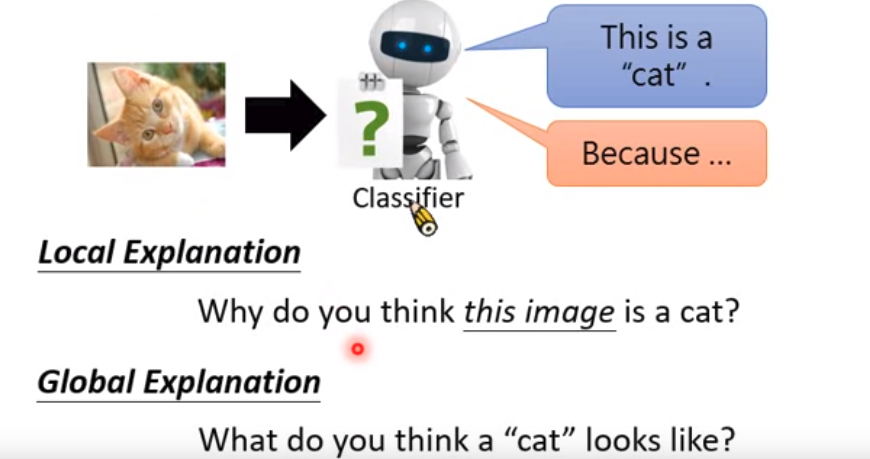 This is a
“cat” .
?
Because ...
Classifier
Local Explanation
Why do you think this image is a cat?
Global Explanation
What do you think a “cat” looks like?